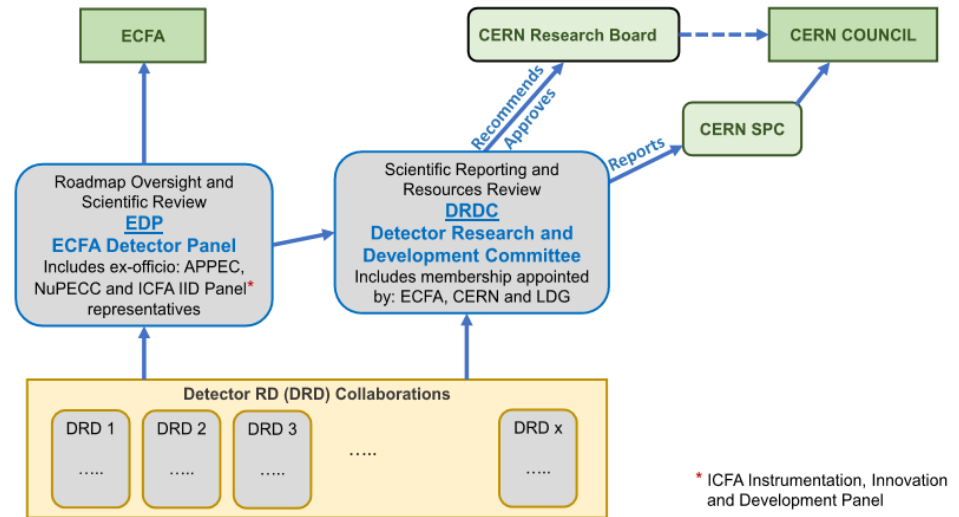 ECFA
CERN Research Board
CERN COUNCIL
Recommends
Approves
CERN SPC
Reports
Roadmap Oversight and
Scientific Review
EDP
ECFA Detector Panel
Includes ex-officio: APPEC,
NuPECC and ICFA IID Panel*
representatives
Scientific Reporting and
Resources Review
DRDC
Detector Research and
Development Committee
Includes membership appointed
by: ECFA, CERN and LDG
Detector RD (DRD) Collaborations
DRD 1
.....
DRD 2
.....
DRD 3
.....
.....
DRD x
.....
* ICFA Instrumentation, Innovation
and Development Panel